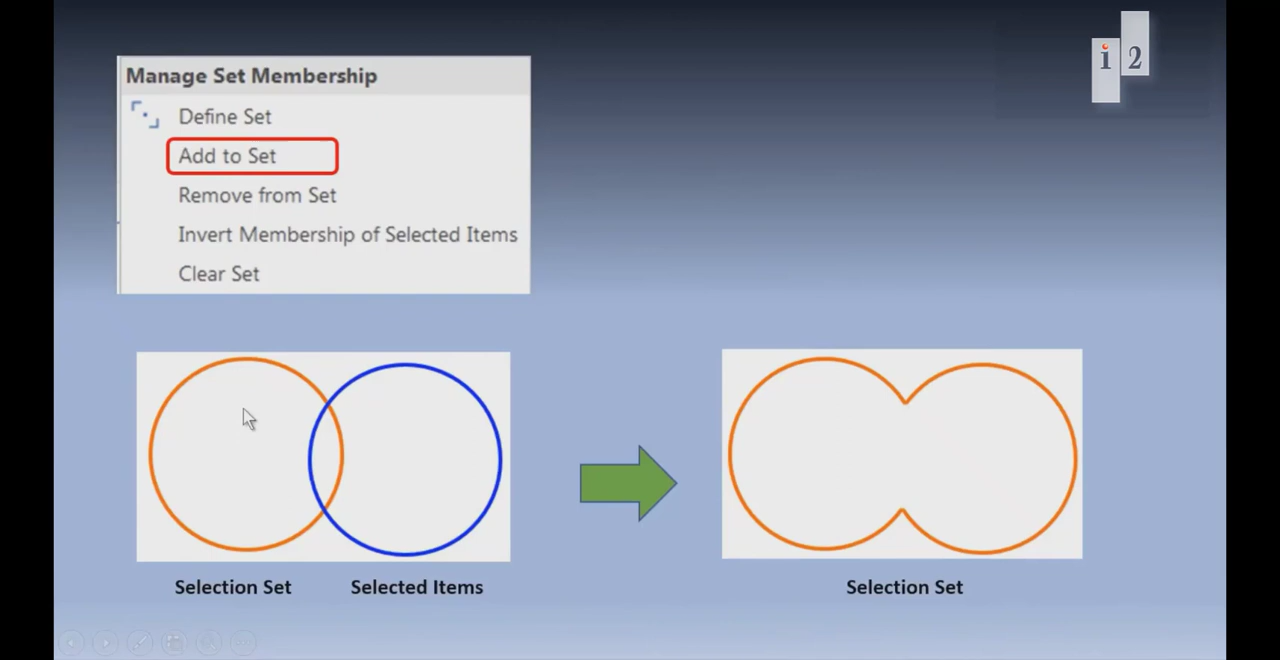 i2
Manage Set Membership
Define Set
Add to Set
Remove from Set
Invert Membership of Selected Items
Clear Set
Selection Set
Selected Items
Selection Set